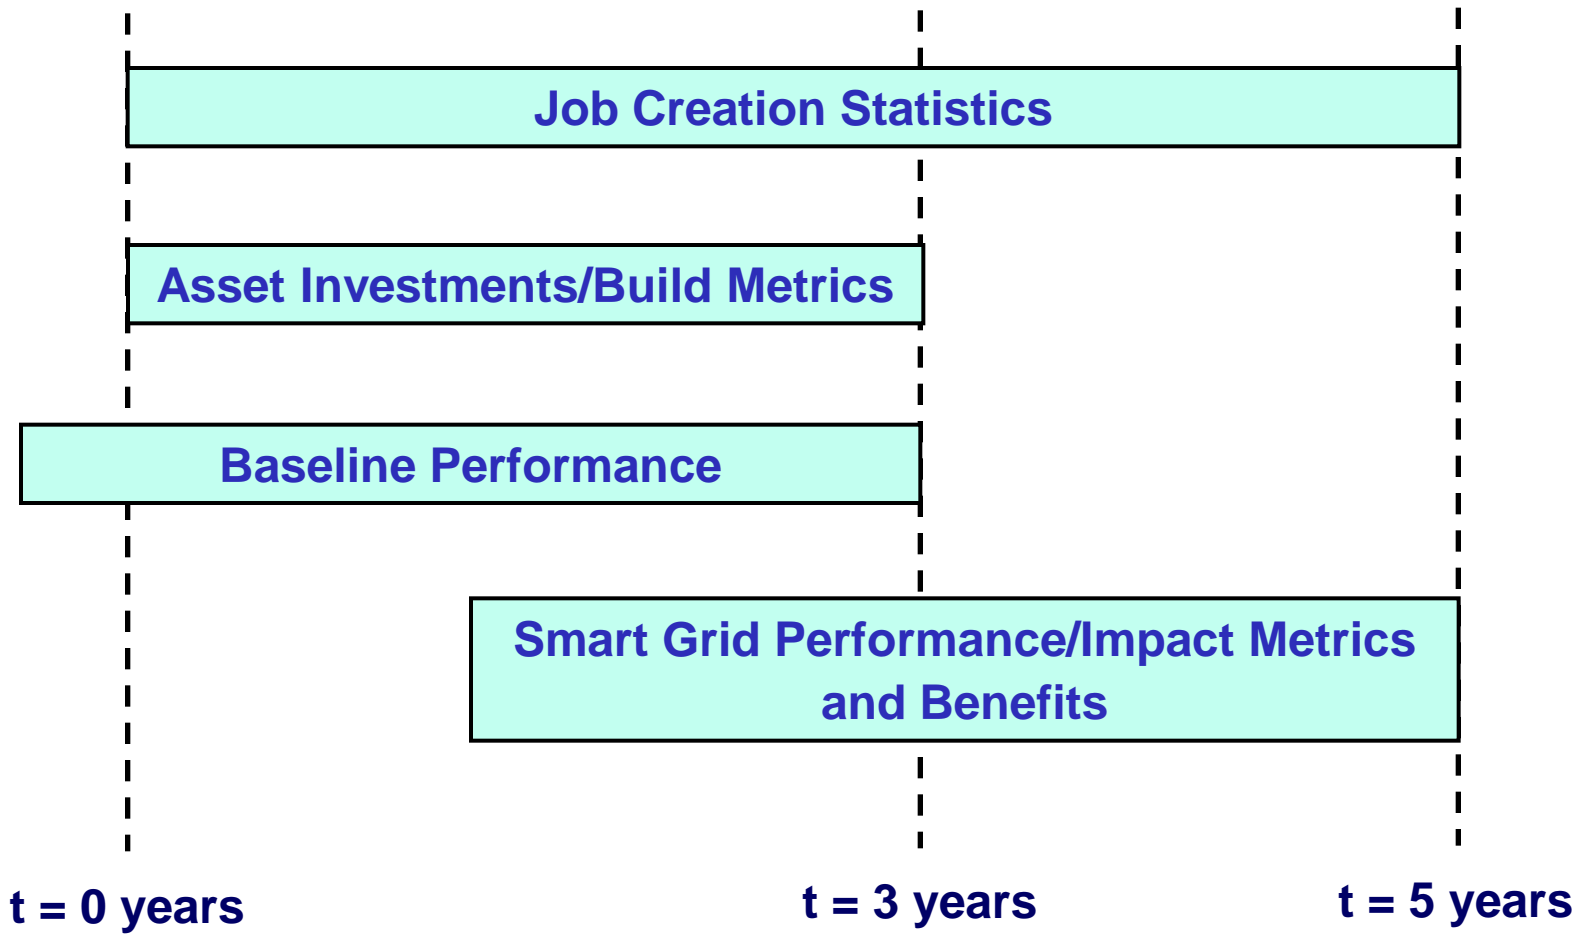 Job Creation Statistics
Asset Investments/Build Metrics
Baseline Performance
Smart Grid Performance/Impact Metrics
and Benefits
t = 0 years
t = 3 years
t = 5 years